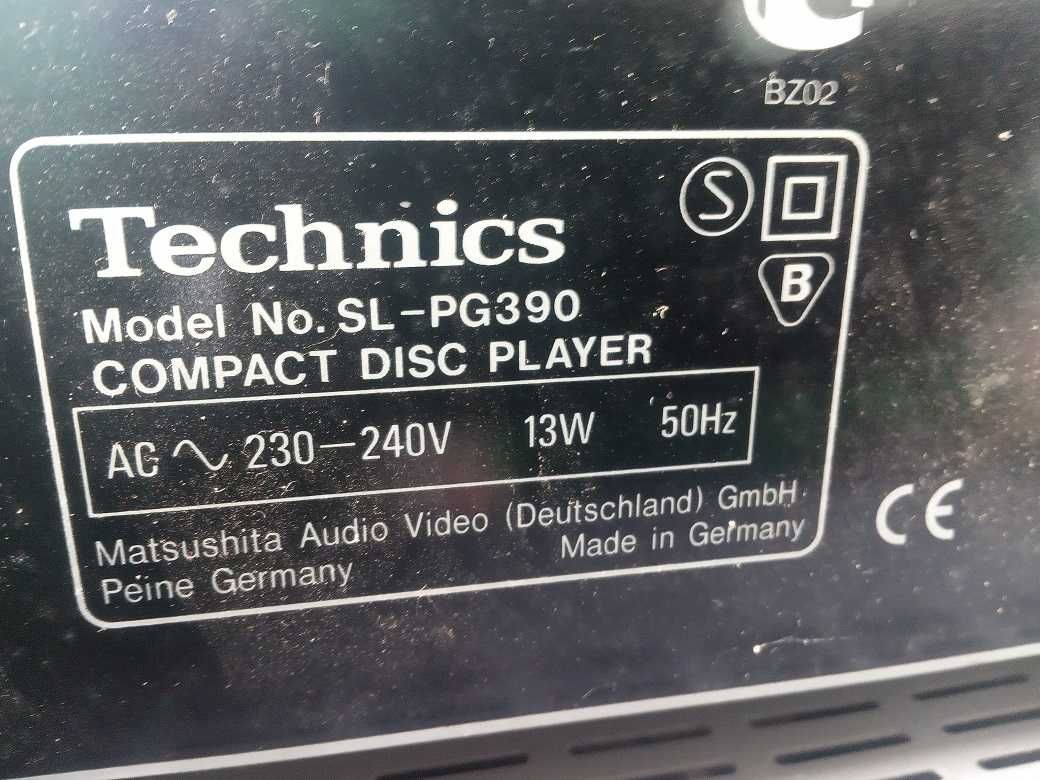 BZ02
Technics
S
Model No. SL-PG390
B
COMPACT DISC PLAYER
AC ∿ 230-240V 13W 50Hz
Matsushita Audio Video (Deutschland) GmbH
Peine Germany
Made in Germany
CE